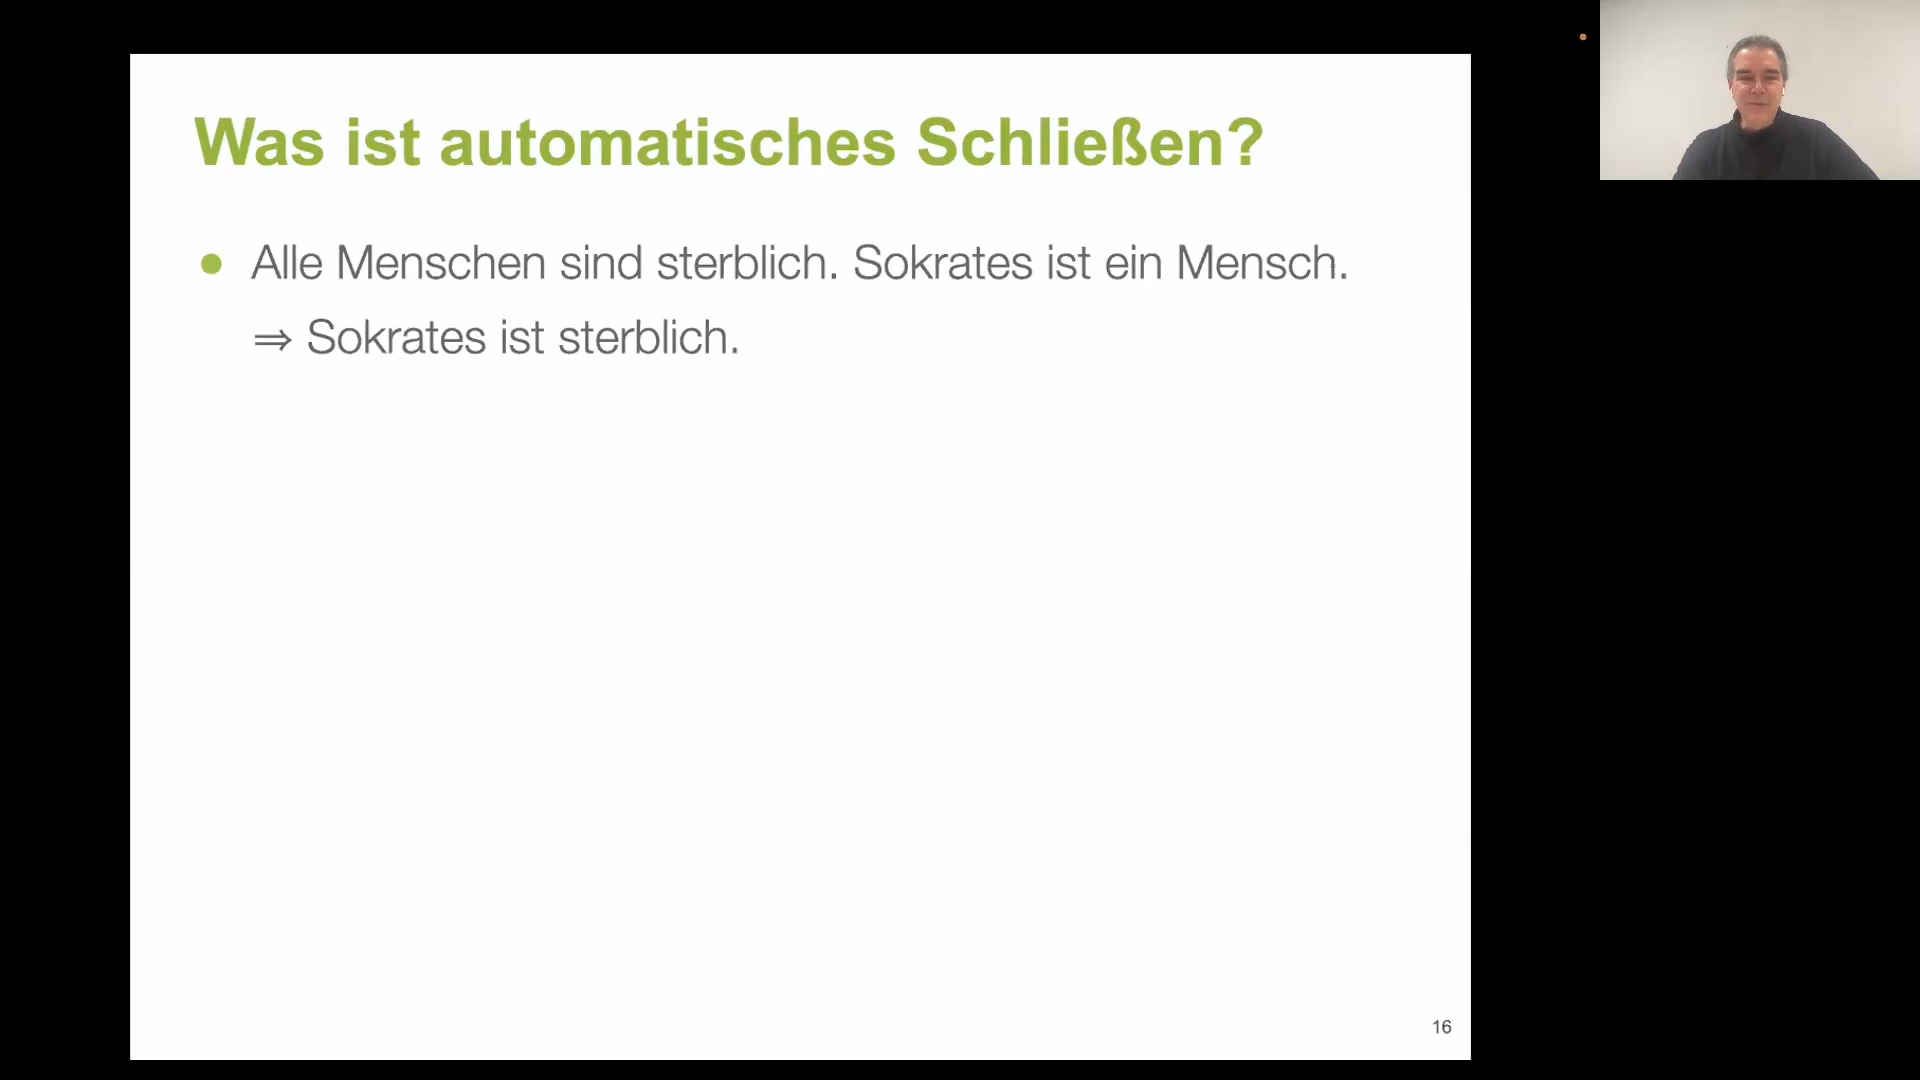 Was ist automatisches Schließen?
● Alle Menschen sind sterblich. Sokrates ist ein Mensch.
⇒ Sokrates ist sterblich.
16